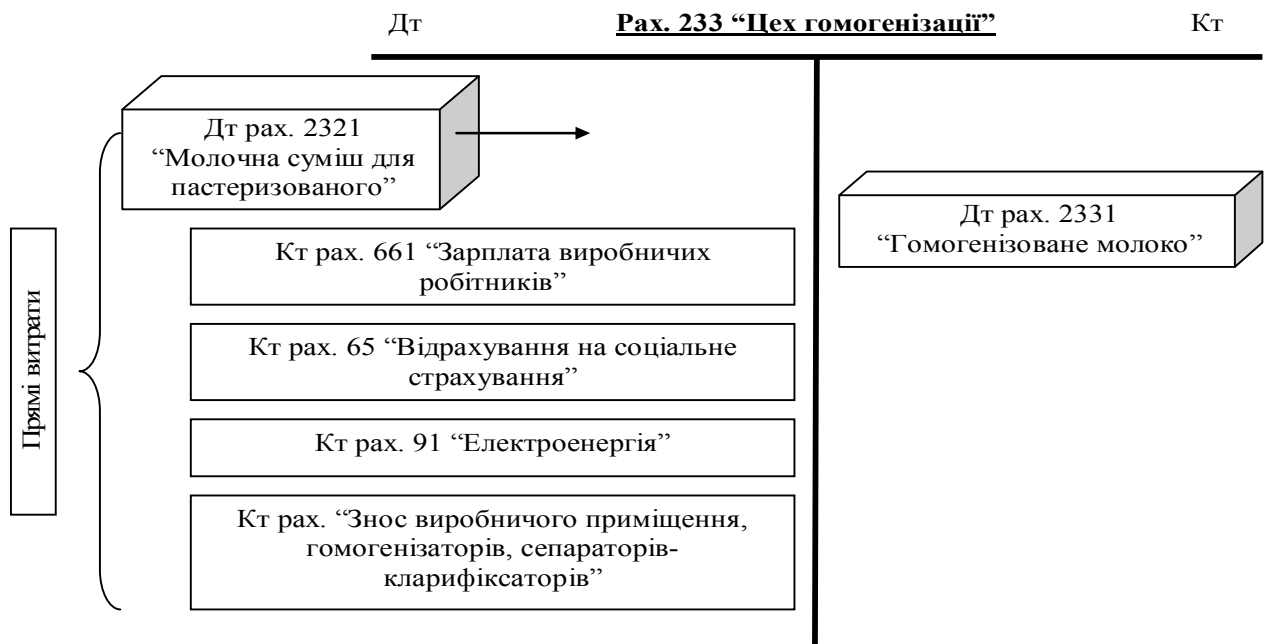 Дт Рах. 233 “Цех гомогенізації” Кт
Дт рах. 2321
“Молочна суміш для
пастеризованого”
Дт рах. 2331
“Гомогенізоване молоко”
Прямі витрати
Кт рах. 661 “Зарплата виробничих
робітників”
Кт рах. 65 “Відрахування на соціальне
страхування”
Кт рах. 91 “Електроенергія”
Кт рах. “Знос виробничого приміщення,
гомогенізаторів, сепараторів-
кларифіксаторів”